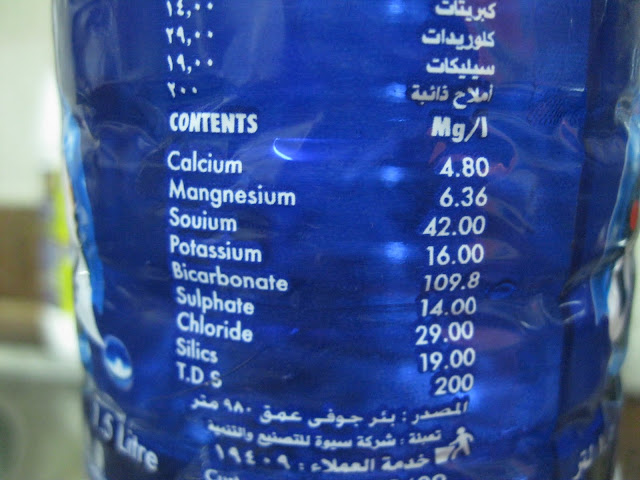 كبريتات ١٤,٠٠
كلوريدات ٢٩,٠٠
سيليكات ١٩,٠٠
أملاح ذائبة ٢٠٠
CONTENTS Mg/l
Calcium 4.80
Mangnesium 6.36
Souium 42.00
Potassium 16.00
Bicarbonate 109.8
Sulphate 14.00
Chloride 29.00
Silics 19.00
T.D.S 200
المصدر : بئر جوفى عمق ٩٨٠ متر
تعبئة : شركة سيوة للتصنيع والتنمية
خدمة العملاء : ١٩٤٠٩
1.5 Litre
لتر